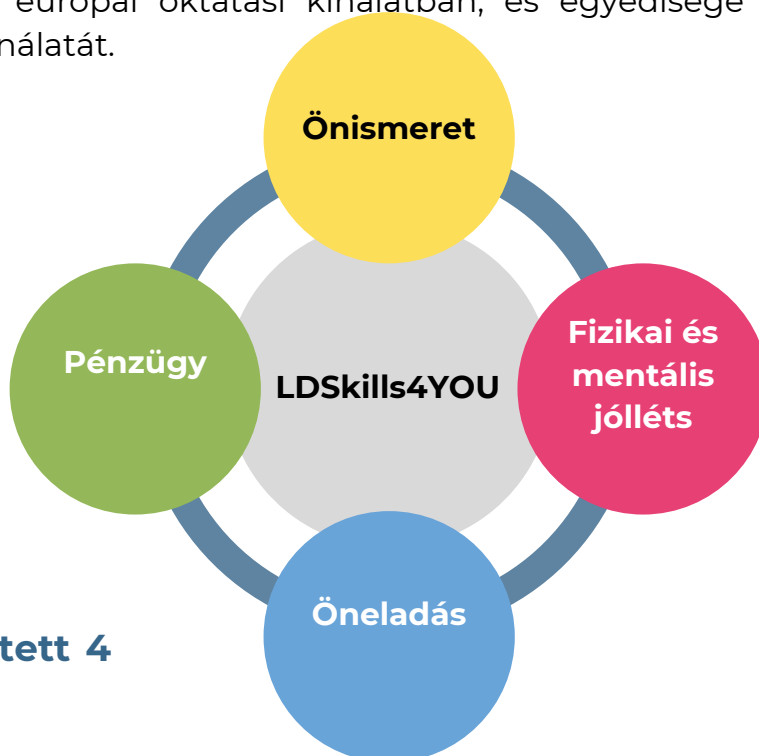 európai oktatási kínálatban, és egyedisége
nálatát.
Önismeret
Pénzügy
LDSkills4YOU
Fizikai és
mentális
jólléts
Öneladás
tett 4